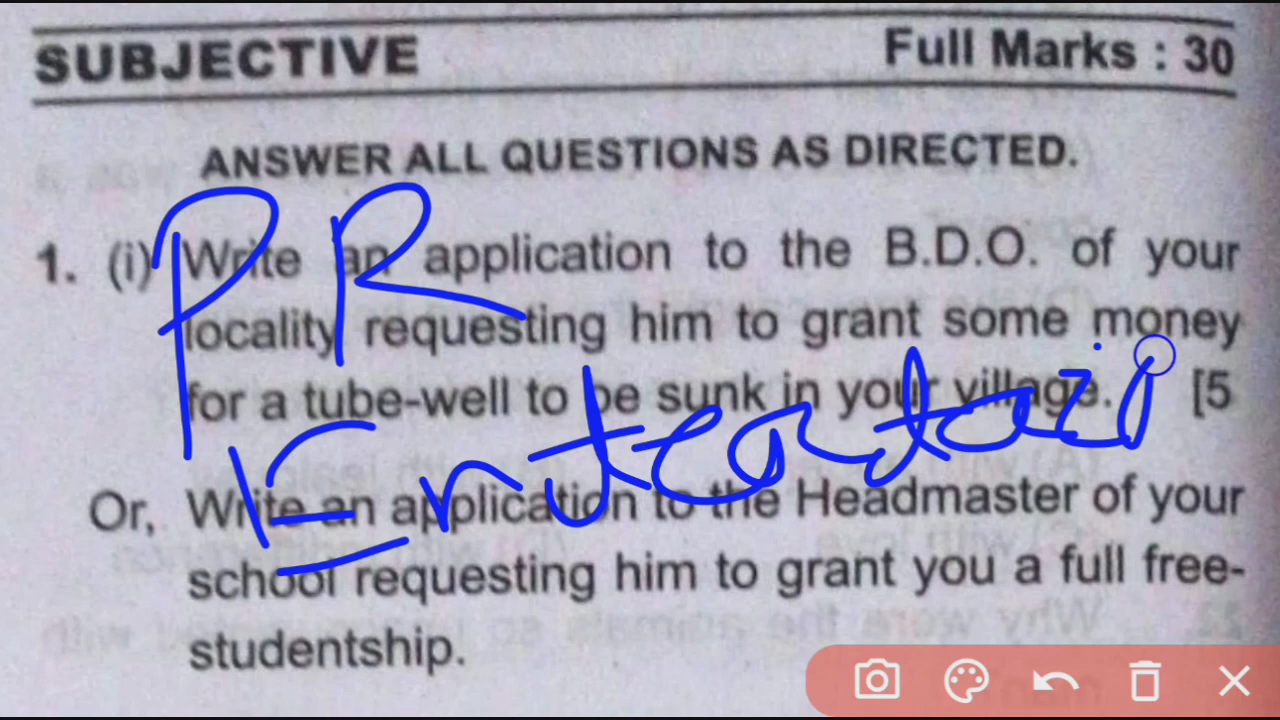 SUBJECTIVE Full Marks : 30
ANSWER ALL QUESTIONS AS DIRECTED.
1. (i) Write an application to the B.D.O. of your
locality requesting him to grant some money
for a tube-well to be sunk in your village. [5
Or, Write an application to the Headmaster of your
school requesting him to grant you a full free-
studentship.
PR